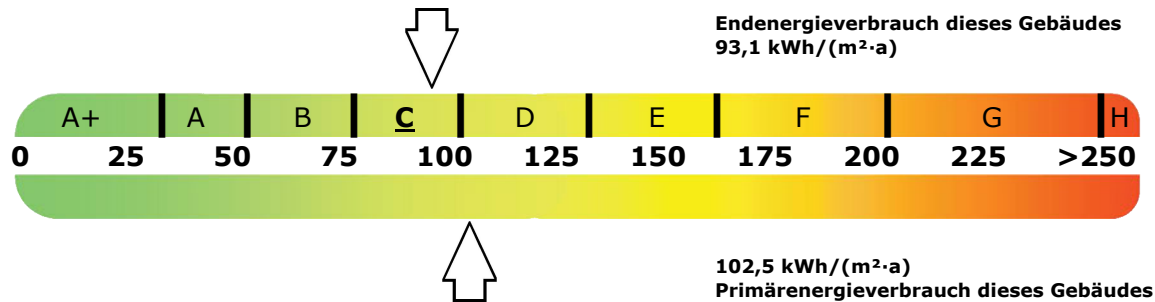 Endenergieverbrauch dieses Gebäudes
93,1 kWh/(m²·a)
A+ A B C D E F G H
0 25 50 75 100 125 150 175 200 225 >250
102,5 kWh/(m²·a)
Primärenergieverbrauch dieses Gebäudes